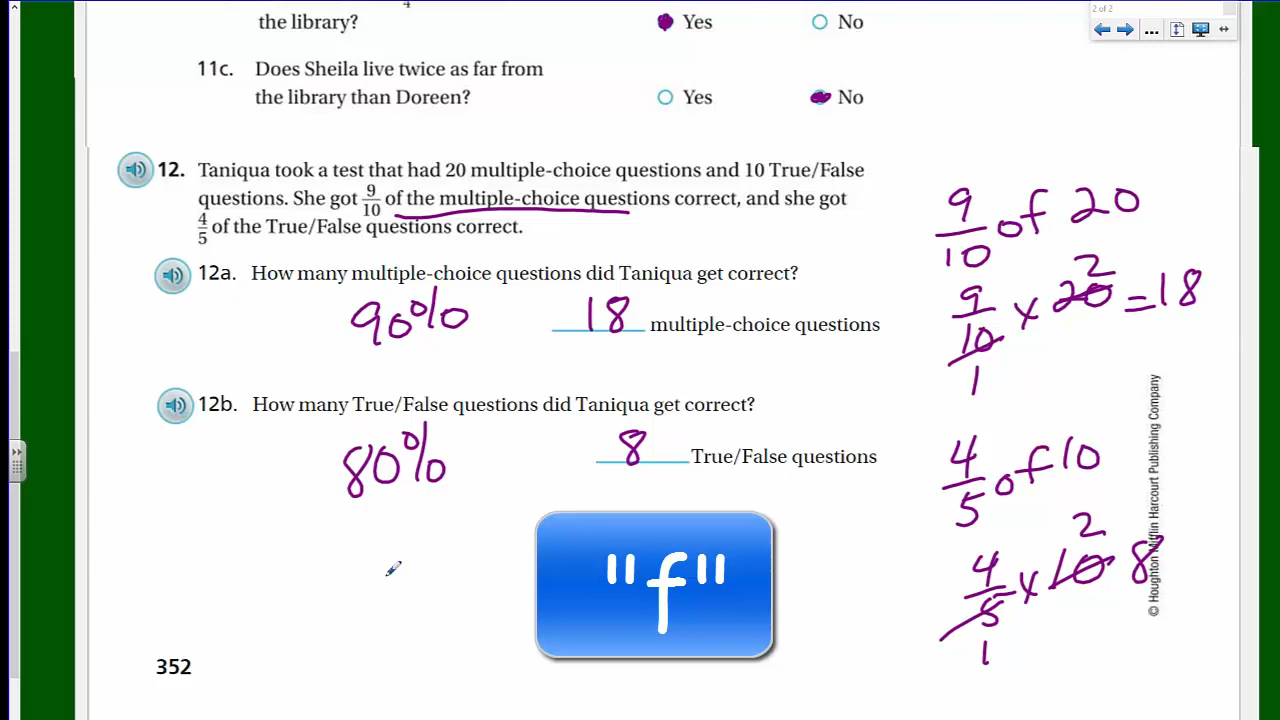 the library?
Yes
No
11c. Does Sheila live twice as far from
the library than Doreen?
Yes
No
12. Taniqua took a test that had 20 multiple-choice questions and 10 True/False
questions. She got 9/10 of the multiple-choice questions correct, and she got
4/5 of the True/False questions correct.
12a. How many multiple-choice questions did Taniqua get correct?
90% 18 multiple-choice questions
12b. How many True/False questions did Taniqua get correct?
80% 8 True/False questions
"f"
352
9/10 of 20
2
9/10 x 20 = 18
1
4/5 of 10
2
4/5 x 10 8
1
© Houghton Mifflin Harcourt Publishing Company
2 of 2
...